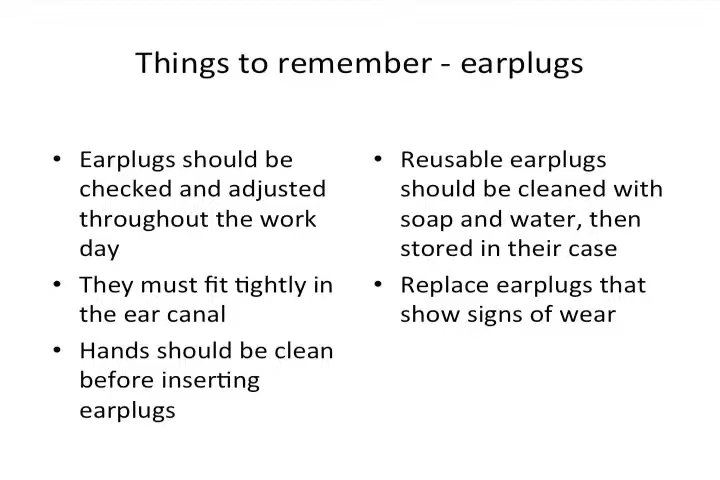 Things to remember - earplugs
• Earplugs should be
checked and adjusted
throughout the work
day
• They must fit tightly in
the ear canal
• Hands should be clean
before inserting
earplugs
• Reusable earplugs
should be cleaned with
soap and water, then
stored in their case
• Replace earplugs that
show signs of wear